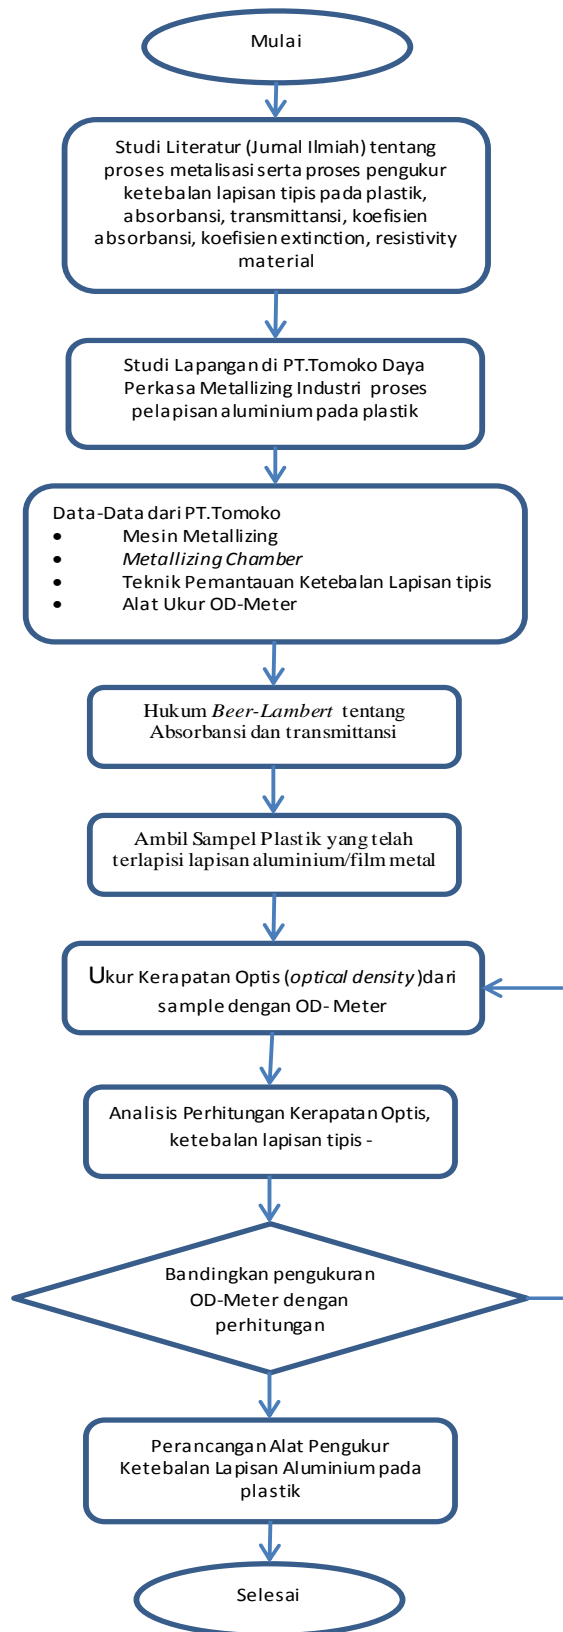 Mulai
Studi Literatur (Jurnal Ilmiah) tentang
proses metalisasi serta proses pengukur
ketebalan lapisan tipis pada plastik,
absorbansi, transmittansi, koefisien
absorbansi, koefisien extinction, resistivity
material
Studi Lapangan di PT.Tomoko Daya
Perkasa Metallizing Industri proses
pelapisan aluminium pada plastik
Data-Data dari PT.Tomoko
• Mesin Metallizing
• Metallizing Chamber
• Teknik Pemantauan Ketebalan Lapisan tipis
• Alat Ukur OD-Meter
Hukum Beer-Lambert tentang
Absorbansi dan transmittansi
Ambil Sampel Plastik yang telah
terlapisi lapisan aluminium/film metal
Ukur Kerapatan Optis (optical density)dari
sample dengan OD- Meter
Analisis Perhitungan Kerapatan Optis,
ketebalan lapisan tipis -
Bandingkan pengukuran
OD-Meter dengan
perhitungan
Perancangan Alat Pengukur
Ketebalan Lapisan Aluminium pada
plastik
Selesai